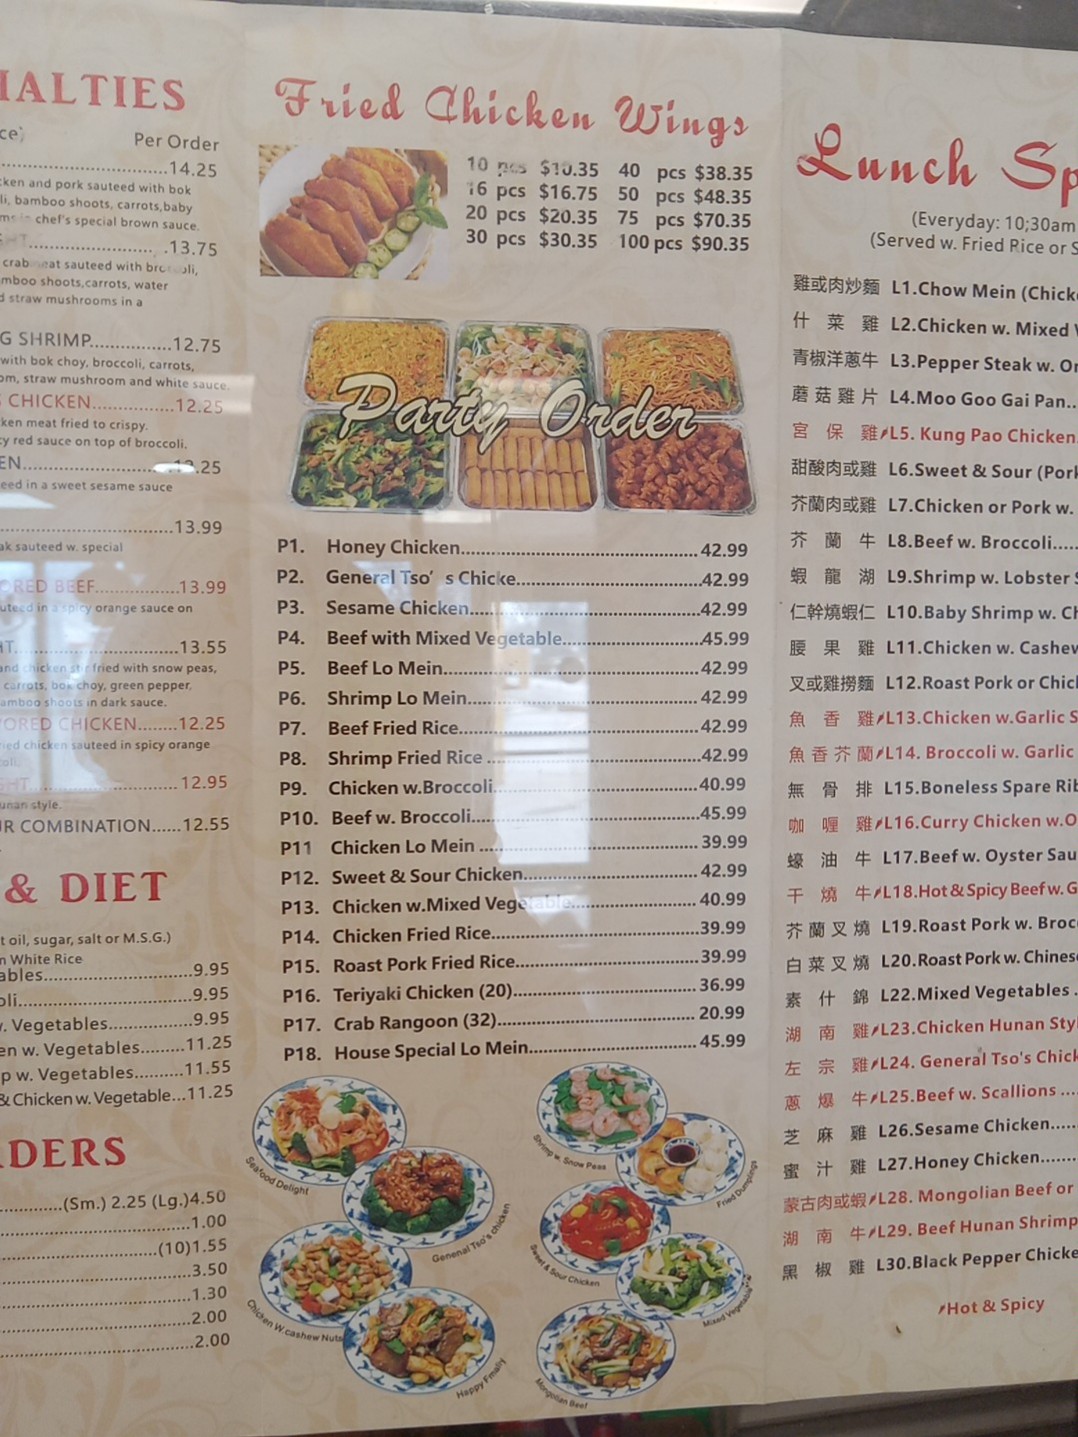 IALTIES
ce)
Per Order
14.25
cken and pork sauteed with bok
li, bamboo shoots, carrots,baby
chef's special brown sauce.
13.75
crab meat sauteed with broccoli,
mboo shoots,carrots, water
d straw mushrooms in a
G SHRIMP...............12.75
with bok choy, broccoli, carrots,
om, straw mushroom and white sauce.
G CHICKEN...............12.25
cken meat fried to crispy.
cy red sauce on top of broccoli.
EN
.25
eed in a sweet sesame sauce
13.99
ak sauteed w. special
ORED BEEF...............13.99
uteed in a spicy orange sauce on
HT...............13.55
and chicken stir fried with snow peas,
carrots, bok choy, green pepper,
amboo shoots in dark sauce.
VORED CHICKEN.......12.25
ried chicken sauteed in spicy orange
HT...............12.95
unan style.
UR COMBINATION......12.55
& DIET
t oil, sugar, salt or M.S.G.)
n White Rice
ables...............9.95
oli...............9.95
w. Vegetables...............9.95
en w. Vegetables.........11.25
p w. Vegetables..........11.55
& Chicken w. Vegetable...11.25
RDERS
(Sm.) 2.25 (Lg.)4.50
1.00
(10)1.55
3.50
1.30
2.00
2.00
Fried Chicken Wings
10 pcs $10.35 40 pcs $38.35
16 pcs $16.75 50 pcs $48.35
20 pcs $20.35 75 pcs $70.35
30 pcs $30.35 100 pcs $90.35
Party Order
P1. Honey Chicken...............42.99
P2. General Tso's Chicke...............42.99
P3. Sesame Chicken...............42.99
P4. Beef with Mixed Vegetable...............45.99
P5. Beef Lo Mein...............42.99
P6. Shrimp Lo Mein...............42.99
P7. Beef Fried Rice...............42.99
P8. Shrimp Fried Rice ...............42.99
P9. Chicken w.Broccoli...............40.99
P10. Beef w. Broccoli...............45.99
P11 Chicken Lo Mein ...............39.99
P12. Sweet & Sour Chicken...............42.99
P13. Chicken w.Mixed Vegetable...............40.99
P14. Chicken Fried Rice...............39.99
P15. Roast Pork Fried Rice...............39.99
P16. Teriyaki Chicken (20)...............36.99
P17. Crab Rangoon (32)...............20.99
P18. House Special Lo Mein...............45.99
Seafood Delight
Genenal Tso's chicken
Chicken W cashew Nuts
Happy Fmaily
Shrimp w. Snow Peas
Fried Dumplings
Sweet & Sour Chicken
Mixed Vegetable
Mongolian Beef
Lunch Sp
(Everyday: 10;30am
(Served w. Fried Rice or S
雞或肉炒麵 L1.Chow Mein (Chick
什菜雞 L2.Chicken w. Mixed
青椒洋蔥牛 L3.Pepper Steak w. On
蘑菇雞片 L4.Moo Goo Gai Pan..
宮保雞 L5. Kung Pao Chicken.
甜酸肉或雞 L6.Sweet & Sour (Pork
芥蘭肉或雞 L7.Chicken or Pork w.
芥蘭牛 L8.Beef w. Broccoli.....
蝦龍湖 L9.Shrimp w. Lobster S
仁幹燒蝦仁 L10.Baby Shrimp w. Ch
腰果雞 L11.Chicken w. Cashew
叉或雞撈麵 L12.Roast Pork or Chick
魚香雞 L13.Chicken w.Garlic S
魚香芥蘭 L14. Broccoli w. Garlic
無骨排 L15.Boneless Spare Rib
咖喱雞 L16.Curry Chicken w.O
蠔油牛 L17.Beef w. Oyster Sau
干燒牛 L18.Hot & Spicy Beef w. G
芥蘭叉燒 L19.Roast Pork w. Broc
白菜叉燒 L20.Roast Pork w. Chinese
素什錦 L22.Mixed Vegetables .
湖南雞 L23.Chicken Hunan Styl
左宗雞 L24. General Tso's Chick
蔥爆牛 L25.Beef w. Scallions ....
芝麻雞 L26.Sesame Chicken.....
蜜汁雞 L27.Honey Chicken.......
蒙古肉或蝦 L28. Mongolian Beef or
湖南牛 L29. Beef Hunan Shrimp
黑椒雞 L30.Black Pepper Chicke
Hot & Spicy